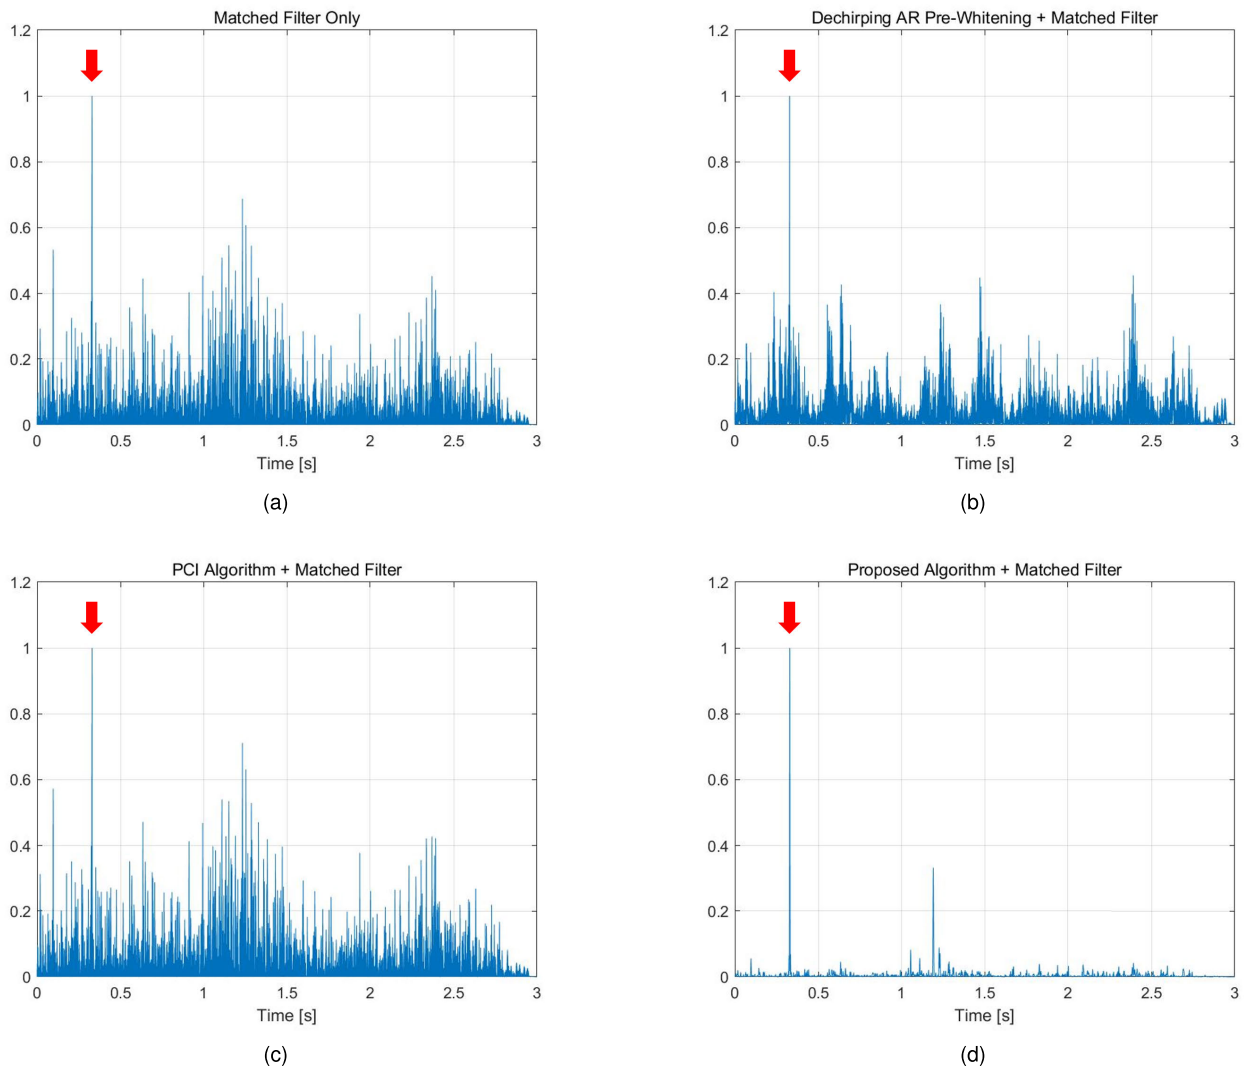 Matched Filter Only
1.2
1
0.8
0.6
0.4
0.2
0
0 0.5 1 1.5 2 2.5 3
Time [s]
(a)
Dechirping AR Pre-Whitening + Matched Filter
1.2
1
0.8
0.6
0.4
0.2
0
0 0.5 1 1.5 2 2.5 3
Time [s]
(b)
PCI Algorithm + Matched Filter
1.2
1
0.8
0.6
0.4
0.2
0
0 0.5 1 1.5 2 2.5 3
Time [s]
(c)
Proposed Algorithm + Matched Filter
1.2
1
0.8
0.6
0.4
0.2
0
0 0.5 1 1.5 2 2.5 3
Time [s]
(d)